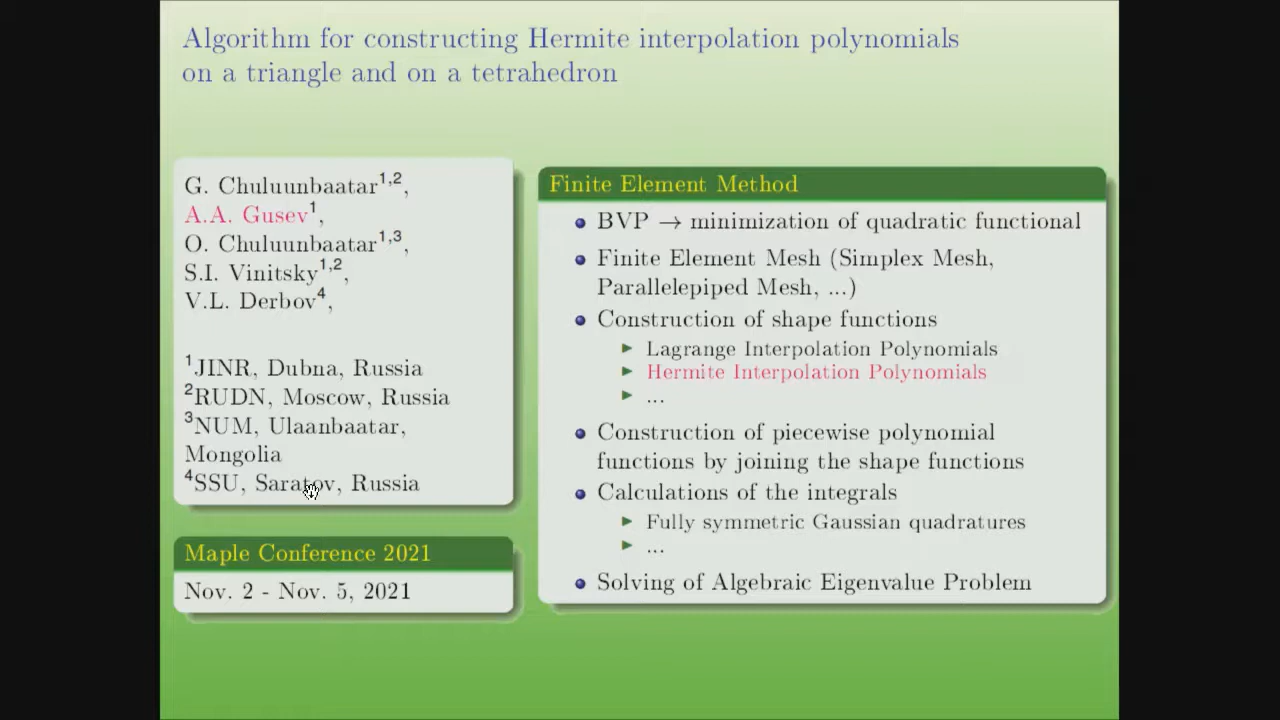 Algorithm for constructing Hermite interpolation polynomials
on a triangle and on a tetrahedron
G. Chuluunbaatar1,2,
A.A. Gusev1,
O. Chuluunbaatar1,3,
S.I. Vinitsky1,2,
V.L. Derbov4,
1JINR, Dubna, Russia
2RUDN, Moscow, Russia
3NUM, Ulaanbaatar,
Mongolia
4SSU, Saratov, Russia
Maple Conference 2021
Nov. 2 - Nov. 5, 2021
Finite Element Method
BVP → minimization of quadratic functional
Finite Element Mesh (Simplex Mesh,
Parallelepiped Mesh, ...)
Construction of shape functions
Lagrange Interpolation Polynomials
Hermite Interpolation Polynomials
...
Construction of piecewise polynomial
functions by joining the shape functions
Calculations of the integrals
Fully symmetric Gaussian quadratures
...
Solving of Algebraic Eigenvalue Problem